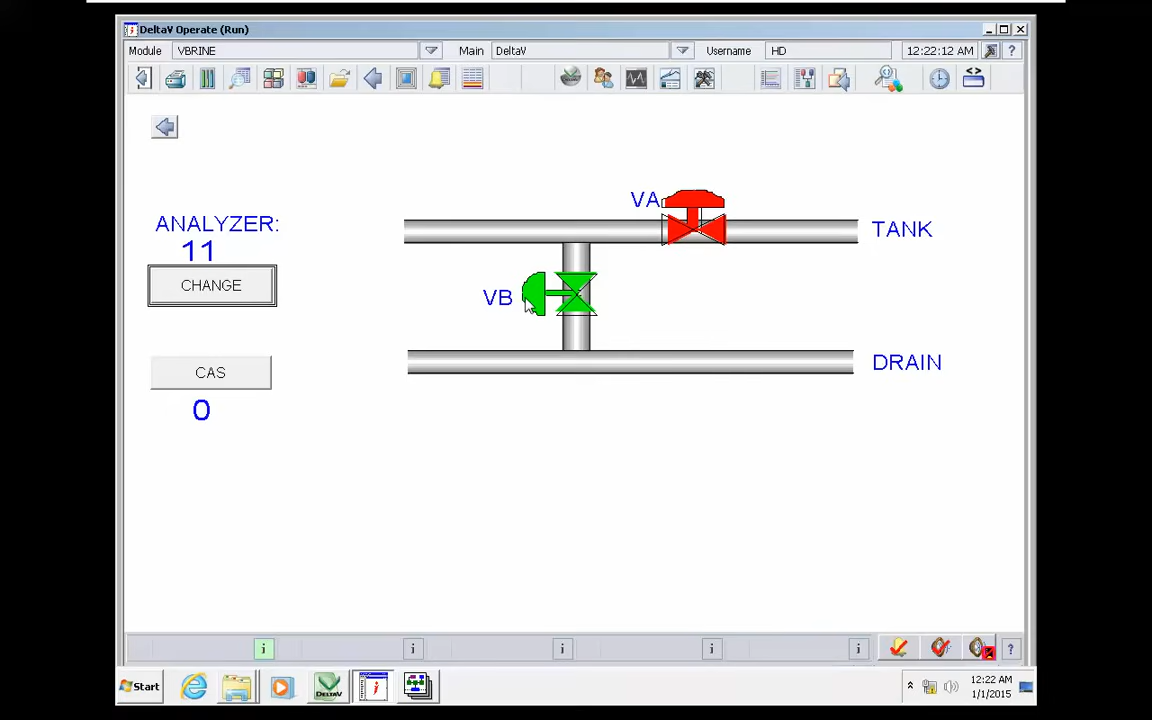 DeltaV Operate (Run)
Module VBRINE Main DeltaV Username HD 12:22:12 AM ?
VA
ANALYZER:
11
TANK
CHANGE
VB
CAS
DRAIN
0
i i i i i ?
Start DELTAV i 12:22 AM
1/1/2015